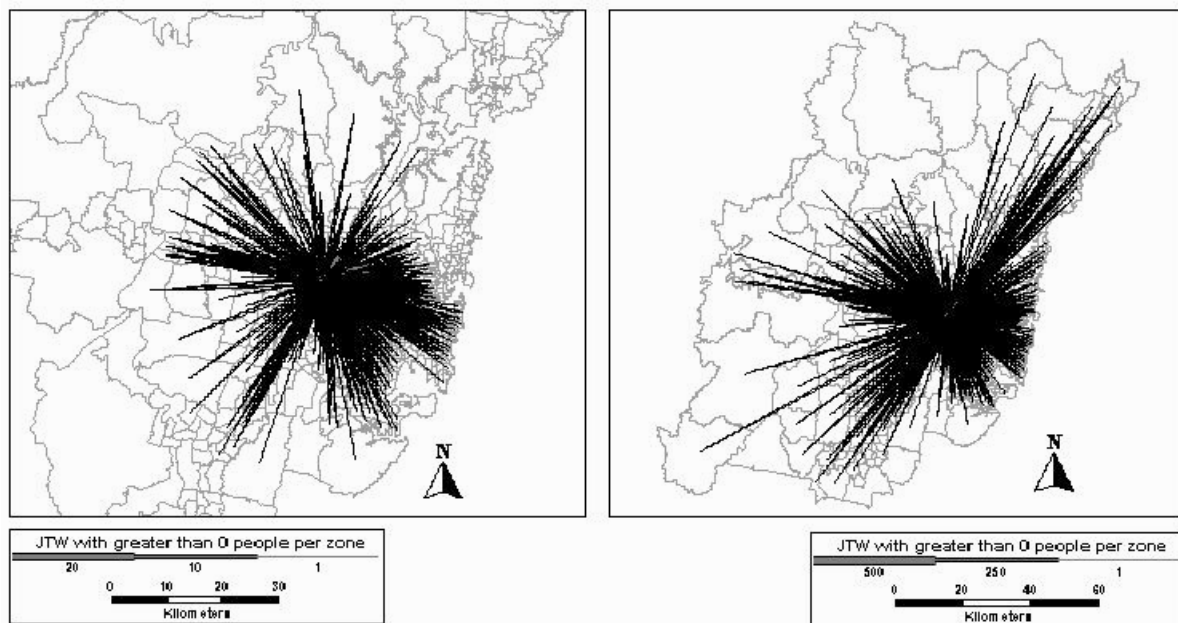 N
N
JTW with greater than 0 people per zone
20 10 1
0 10 20 30
Kilometers
JTW with greater than 0 people per zone
500 250 1
0 20 40 60
Kilometers